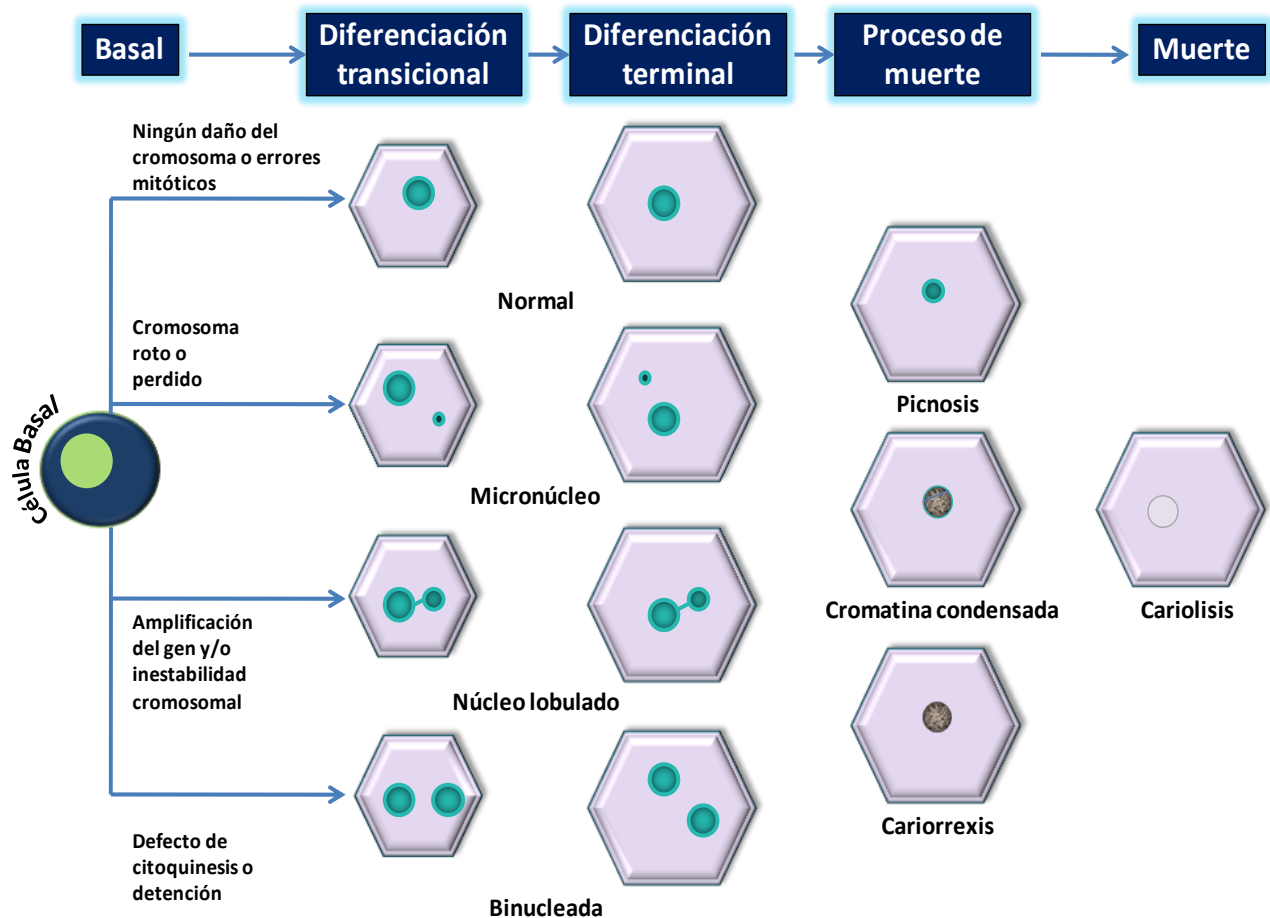 Basal
Diferenciación
transicional
Diferenciación
terminal
Proceso de
muerte
Muerte
Ningún daño del
cromosoma o errores
mitóticos
Normal
Cromosoma
roto o
perdido
Picnosis
Célula Basal
Micronúcleo
Cromatina condensada
Cariolisis
Amplificación
del gen y/o
inestabilidad
cromosomal
Núcleo lobulado
Cariorrexis
Defecto de
citoquinesis o
detención
Binucleada